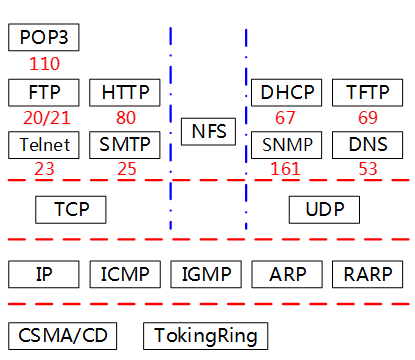 POP3
110
FTP HTTP DHCP TFTP
20/21 80 67 69
NFS
Telnet SMTP SNMP DNS
23 25 161 53
TCP UDP
IP ICMP IGMP ARP RARP
CSMA/CD TokingRing